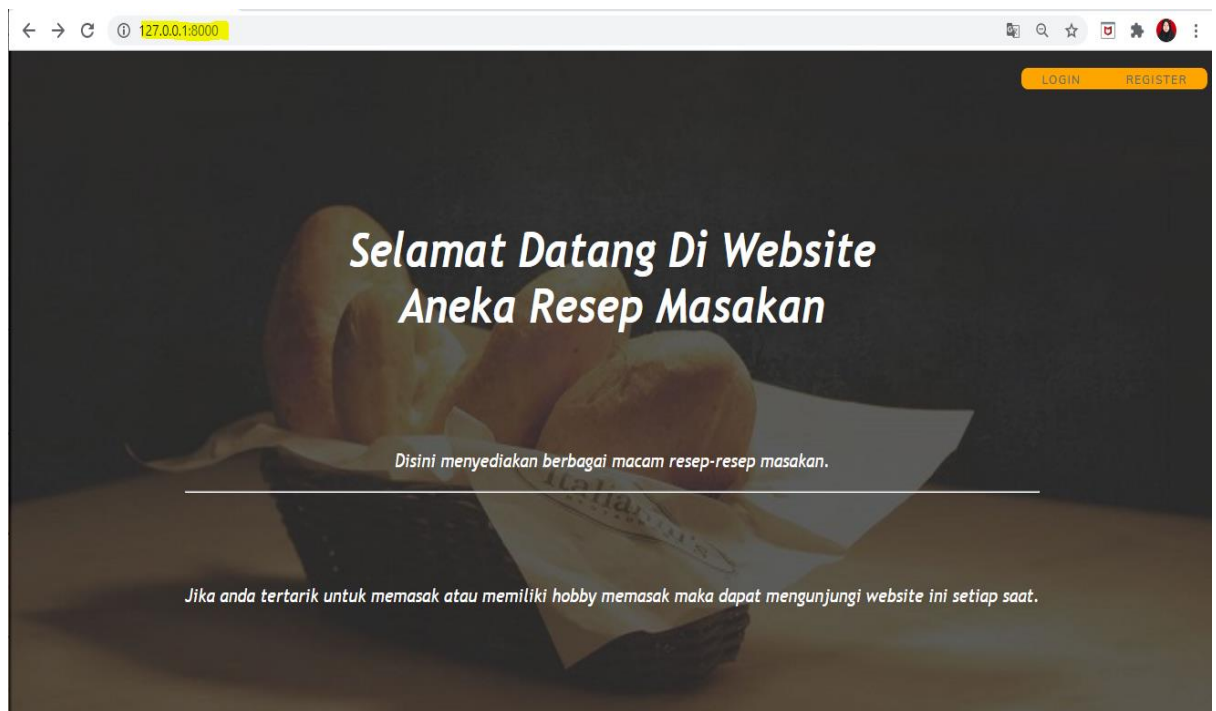 127.0.0.1:8000
LOGIN REGISTER
Selamat Datang Di Website
Aneka Resep Masakan
Disini menyediakan berbagai macam resep-resep masakan.
Jika anda tertarik untuk memasak atau memiliki hobby memasak maka dapat mengunjungi website ini setiap saat.